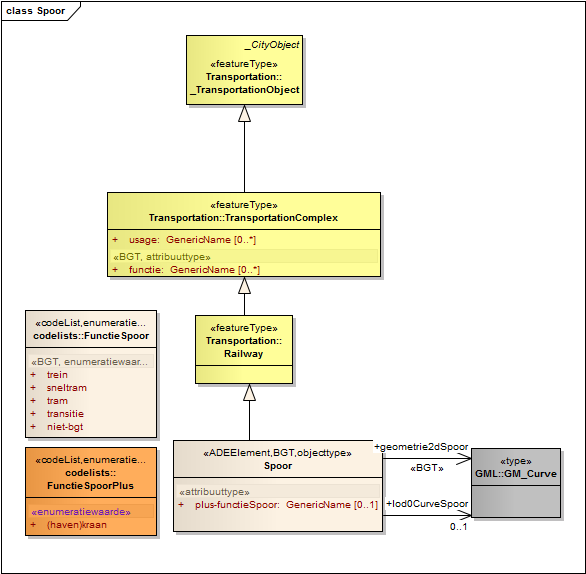 class Spoor
_CityObject
«featureType»
Transportation::
_TransportationObject
«featureType»
Transportation::TransportationComplex
+ usage: GenericName [0..*]
«BGT, attribuuttype»
+ functie: GenericName [0..*]
«codeList,enumeratie...
codelists::FunctieSpoor
«BGT, enumeratiewaar...
+ trein
+ sneltram
+ tram
+ transitie
+ niet-bgt
«featureType»
Transportation::
Railway
«codeList,enumeratie...
codelists::
FunctieSpoorPlus
«enumeratiewaarde»
+ (haven)kraan
«ADEElement,BGT,objecttype»
Spoor
«attribuuttype»
+ plus-functieSpoor: GenericName [0..1]
+geometrie2dSpoor
«BGT»
+lod0CurveSpoor
0..1
«type»
GML::GM_Curve